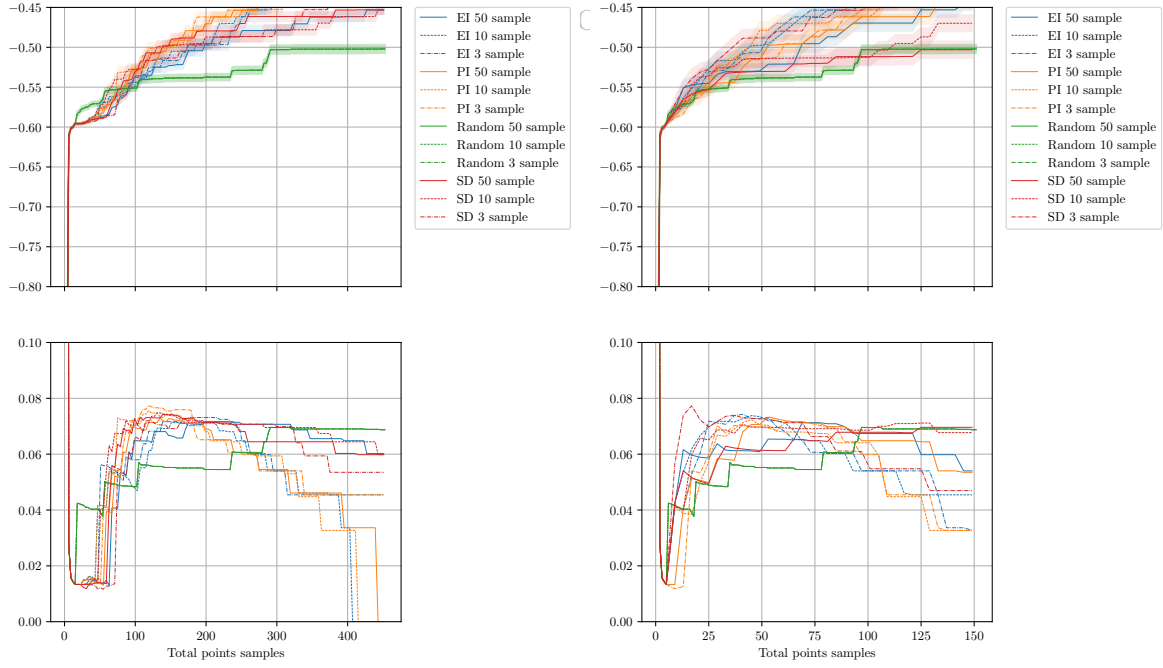 −0.45
−0.50
−0.55
−0.60
−0.65
−0.70
−0.75
−0.80
EI 50 sample
EI 10 sample
EI 3 sample
PI 50 sample
PI 10 sample
PI 3 sample
Random 50 sample
Random 10 sample
Random 3 sample
SD 50 sample
SD 10 sample
SD 3 sample
−0.45
−0.50
−0.55
−0.60
−0.65
−0.70
−0.75
−0.80
EI 50 sample
EI 10 sample
EI 3 sample
PI 50 sample
PI 10 sample
PI 3 sample
Random 50 sample
Random 10 sample
Random 3 sample
SD 50 sample
SD 10 sample
SD 3 sample
0.10
0.08
0.06
0.04
0.02
0.00
0 100 200 300 400
Total points samples
0.10
0.08
0.06
0.04
0.02
0.00
0 25 50 75 100 125 150
Total points samples